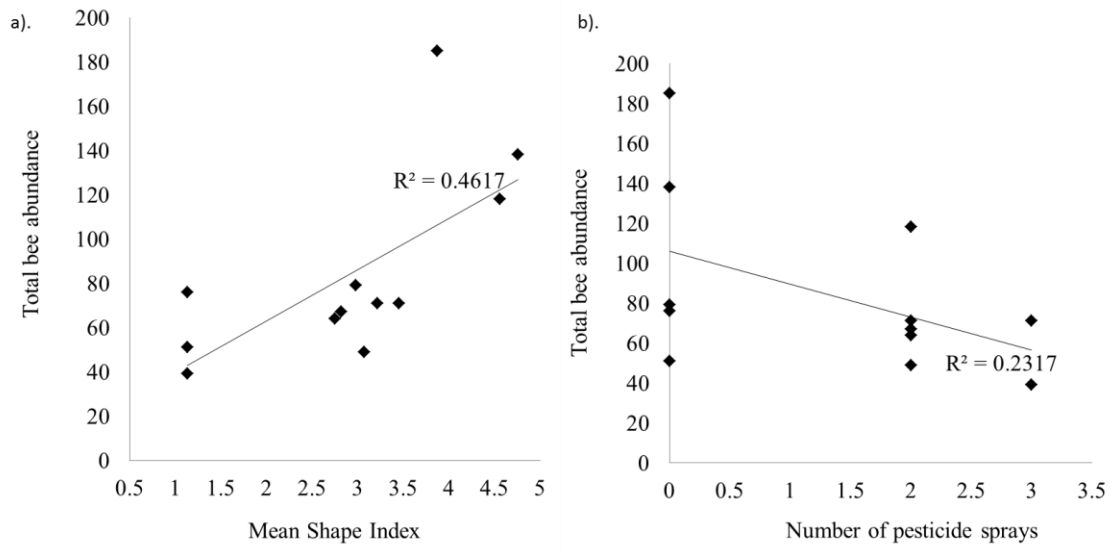 a).
200
180
160
140
120
100
80
60
40
20
0
Total bee abundance
R² = 0.4617
0.5 1 1.5 2 2.5 3 3.5 4 4.5 5
Mean Shape Index
b).
200
180
160
140
120
100
80
60
40
20
0
Total bee abundance
R² = 0.2317
0 0.5 1 1.5 2 2.5 3 3.5
Number of pesticide sprays